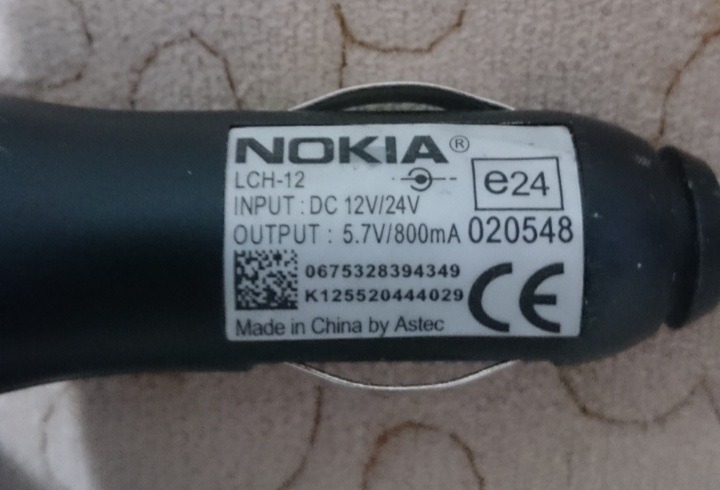 NOKIA®
LCH-12
e24
INPUT : DC 12V/24V
OUTPUT : 5.7V/800mA 020548
0675328394349
K125520444029
CE
Made in China by Astec